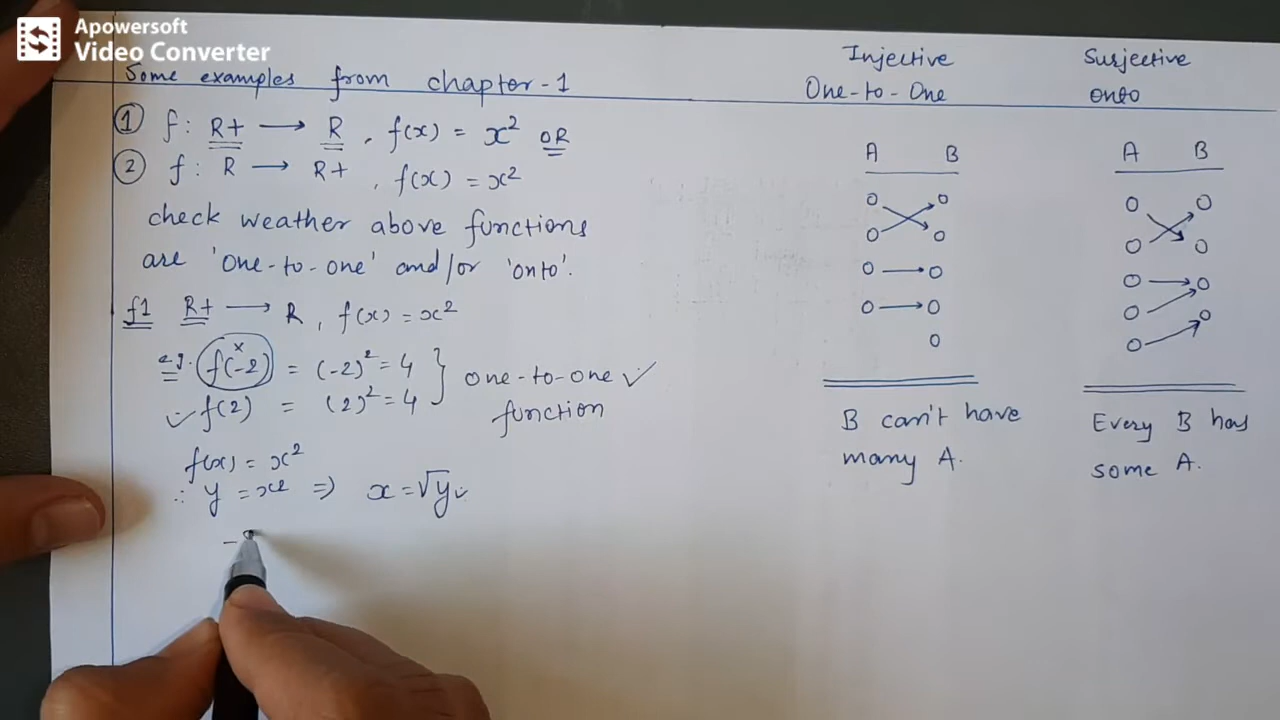 Apowersoft
Video Converter
Some examples from chapter-1
① f: R+ → R, f(x) = x² OR
② f: R → R+, f(x) = x²
check weather above functions
are 'one-to-one' and/or 'onto'.
f1 R+ → R, f(x) = x²
e.g. f(-2) = (-2)² = 4
f(2) = (2)² = 4
} one-to-one ✓
function
f(x) = x²
∴ y = x² ⇒ x = √y
-
Injective
One-to-One
A B
B can't have
many A.
Surjective
onto
A B
Every B has
some A.